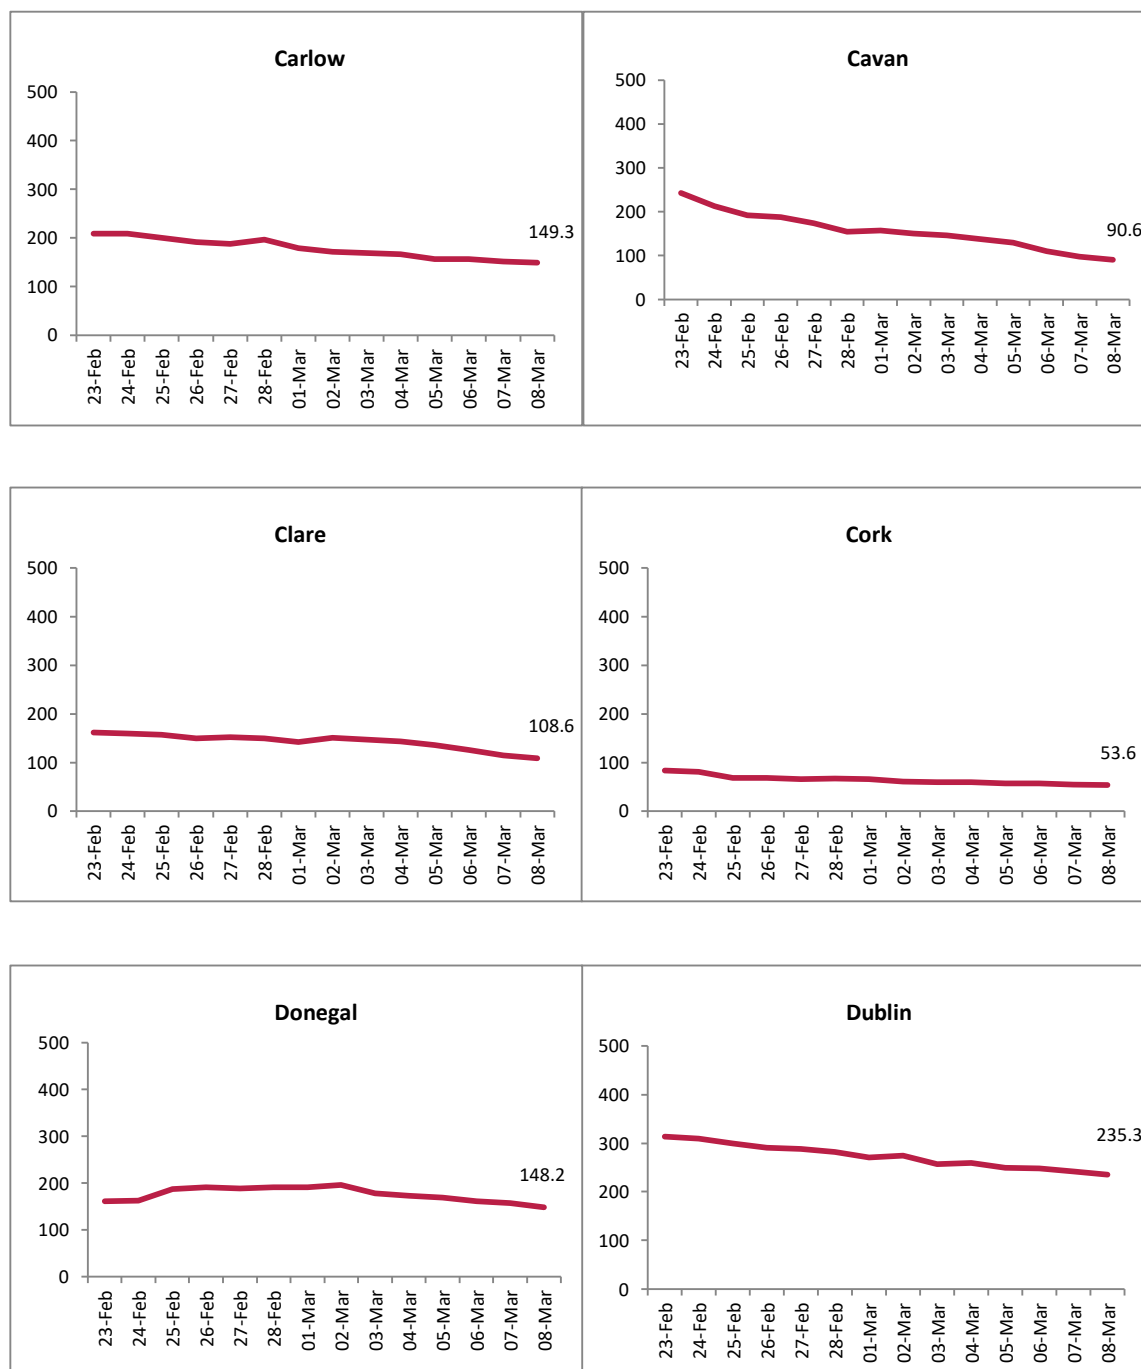 Carlow
500
400
300
200
100
0
149.3
23-Feb
24-Feb
25-Feb
26-Feb
27-Feb
28-Feb
01-Mar
02-Mar
03-Mar
04-Mar
05-Mar
06-Mar
07-Mar
08-Mar
Cavan
500
400
300
200
100
0
90.6
23-Feb
24-Feb
25-Feb
26-Feb
27-Feb
28-Feb
01-Mar
02-Mar
03-Mar
04-Mar
05-Mar
06-Mar
07-Mar
08-Mar
Clare
500
400
300
200
100
0
108.6
23-Feb
24-Feb
25-Feb
26-Feb
27-Feb
28-Feb
01-Mar
02-Mar
03-Mar
04-Mar
05-Mar
06-Mar
07-Mar
08-Mar
Cork
500
400
300
200
100
0
53.6
23-Feb
24-Feb
25-Feb
26-Feb
27-Feb
28-Feb
01-Mar
02-Mar
03-Mar
04-Mar
05-Mar
06-Mar
07-Mar
08-Mar
Donegal
500
400
300
200
100
0
148.2
23-Feb
24-Feb
25-Feb
26-Feb
27-Feb
28-Feb
01-Mar
02-Mar
03-Mar
04-Mar
05-Mar
06-Mar
07-Mar
08-Mar
Dublin
500
400
300
200
100
0
235.3
23-Feb
24-Feb
25-Feb
26-Feb
27-Feb
28-Feb
01-Mar
02-Mar
03-Mar
04-Mar
05-Mar
06-Mar
07-Mar
08-Mar